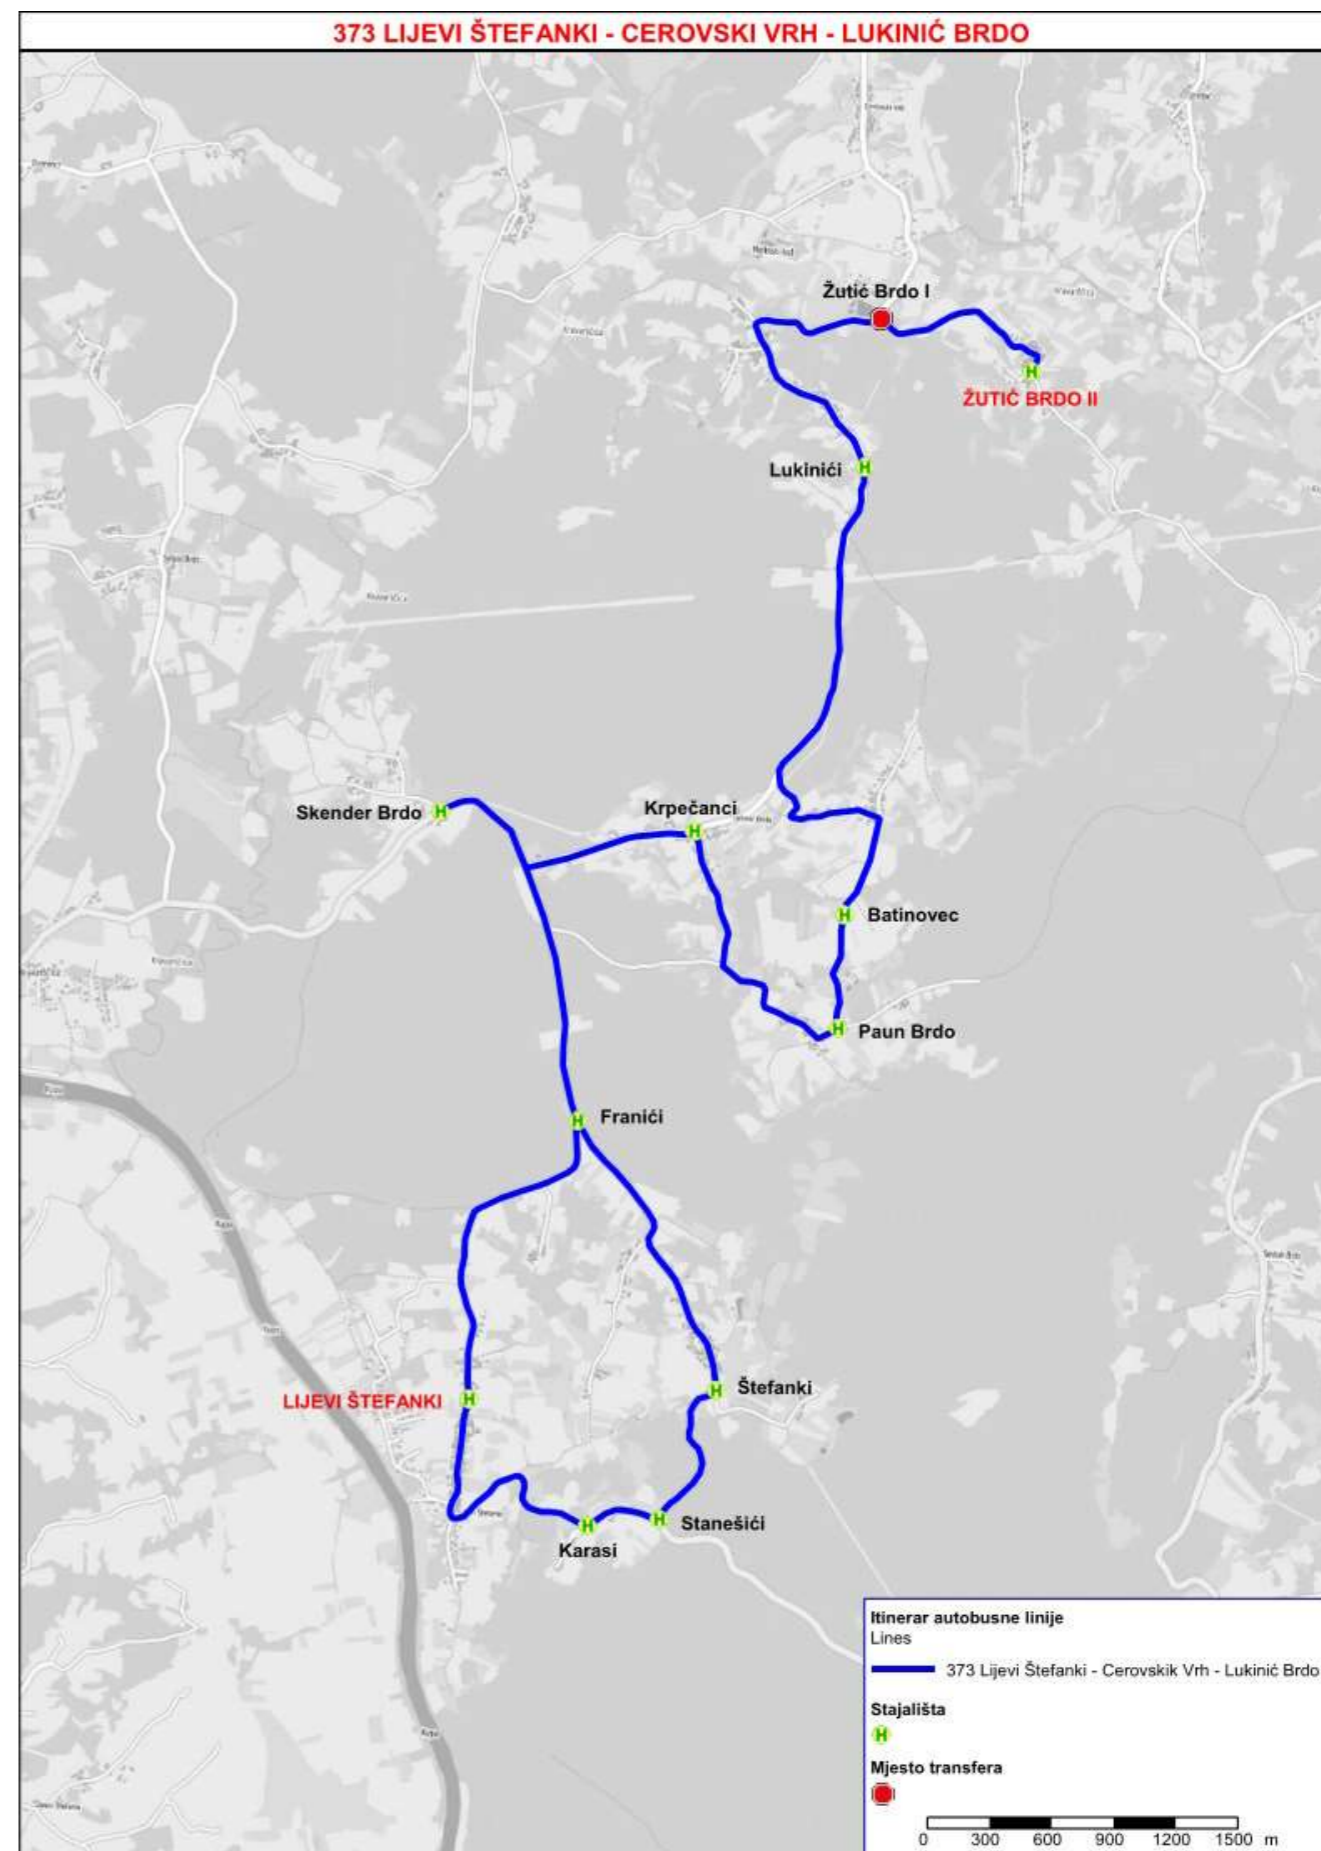 373 LIJEVI ŠTEFANKI - CEROVSKI VRH - LUKINIĆ BRDO
Žutić Brdo I
ŽUTIĆ BRDO II
Lukinići
Skender Brdo
Krpečanci
Batinovec
Paun Brdo
Franići
Štefanki
LIJEVI ŠTEFANKI
Stanešići
Karasi
Itinerar autobusne linije
Lines
373 Lijevi Štefanki - Cerovskik Vrh - Lukinić Brdo
Stajališta
H
Mjesto transfera
0 300 600 900 1200 1500 m